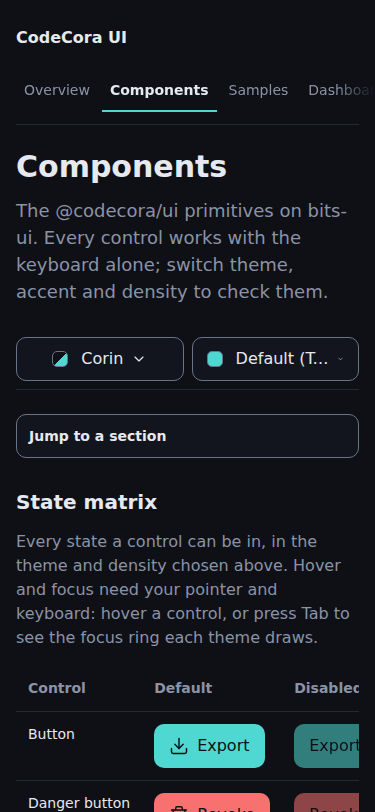 CodeCora UI
Overview Components Samples Dashboa
Components
The @codecora/ui primitives on bits-
ui. Every control works with the
keyboard alone; switch theme,
accent and density to check them.
Corin Default (T...
Jump to a section
State matrix
Every state a control can be in, in the
theme and density chosen above. Hover
and focus need your pointer and
keyboard: hover a control, or press Tab to
see the focus ring each theme draws.
Control Default Disabled
Button Export Export
Danger button Revoke Revoke